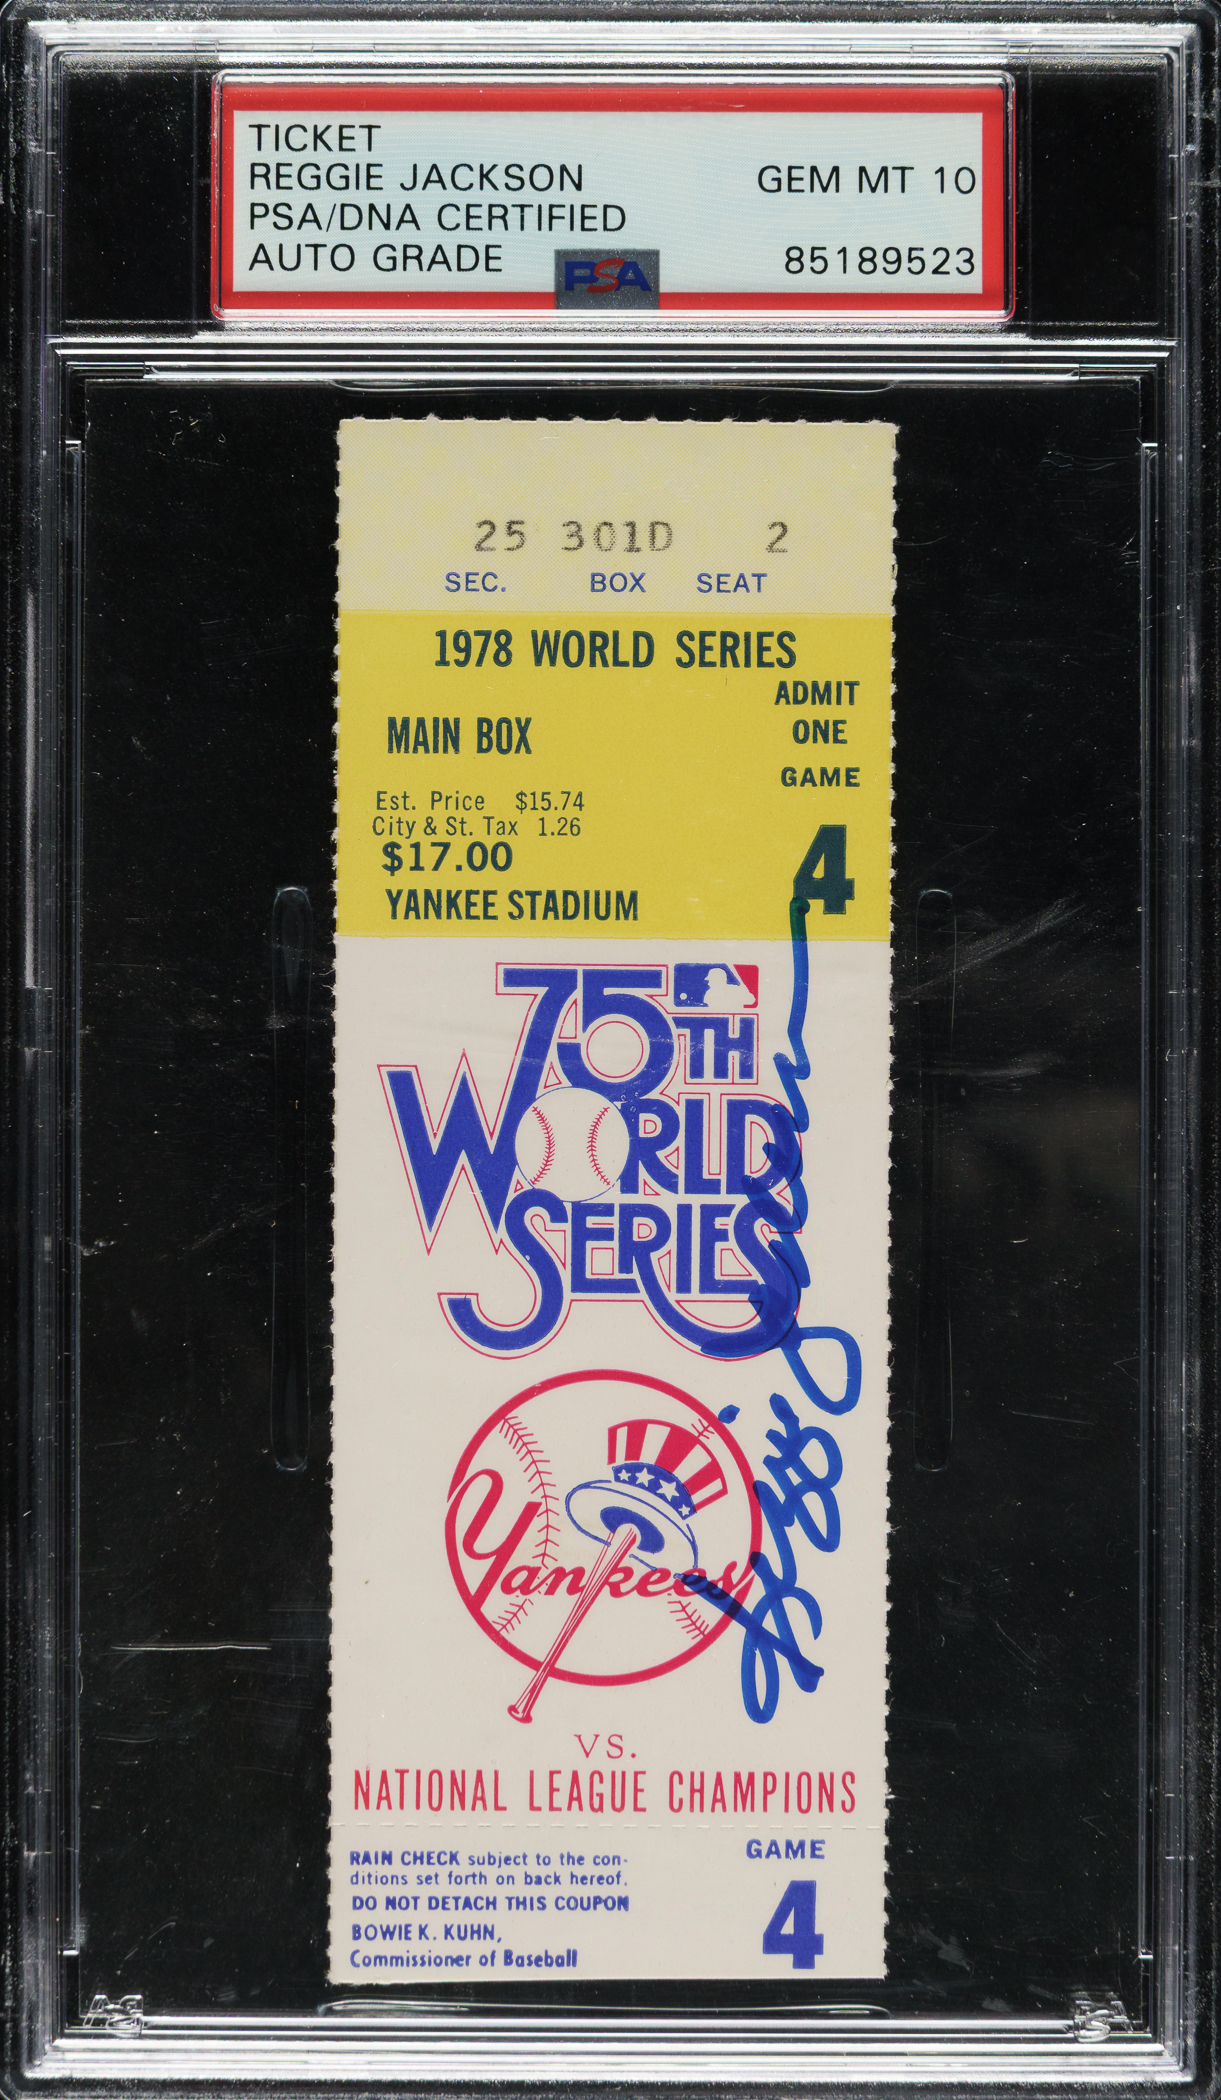 TICKET
REGGIE JACKSON
PSA/DNA CERTIFIED
AUTO GRADE
GEM MT 10
85189523
PSA
25 301D 2
SEC. BOX SEAT
1978 WORLD SERIES
ADMIT
ONE
GAME
4
MAIN BOX
Est. Price $15.74
City & St. Tax 1.26
$17.00
YANKEE STADIUM
75TH
WORLD
SERIES
Reggie Jackson
Yankees
VS.
NATIONAL LEAGUE CHAMPIONS
RAIN CHECK subject to the con-
ditions set forth on back hereof.
DO NOT DETACH THIS COUPON
BOWIE K. KUHN,
Commissioner of Baseball
GAME
4